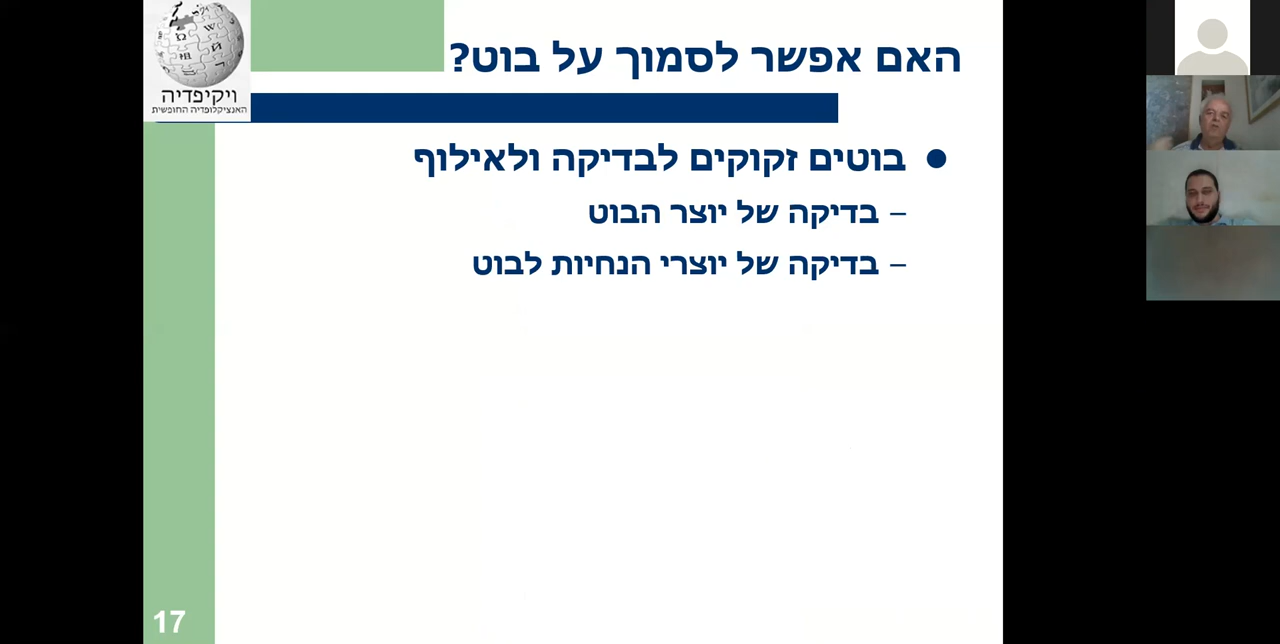 ויקיפדיה
האנציקלופדיה החופשית
האם אפשר לסמוך על בוט?
● בוטים זקוקים לבדיקה ולאילוף
– בדיקה של יוצר הבוט
– בדיקה של יוצרי הנחיות לבוט
17